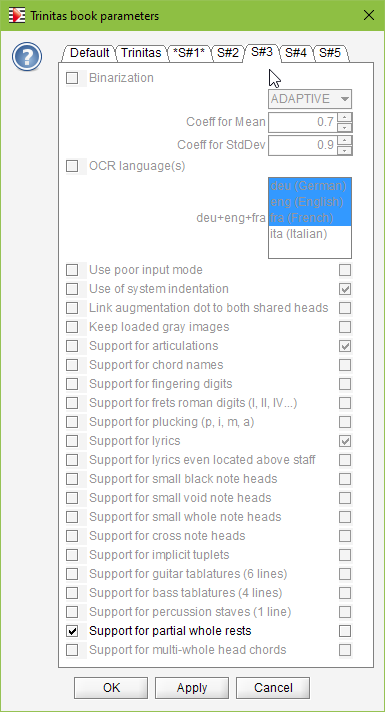 Trinitas book parameters
Default Trinitas *S#1* S#2 S#3 S#4 S#5
Binarization
ADAPTIVE
Coeff for Mean 0.7
Coeff for StdDev 0.9
OCR language(s)
deu (German)
eng (English)
deu+eng+fra fra (French)
ita (Italian)
Use poor input mode
Use of system indentation
Link augmentation dot to both shared heads
Keep loaded gray images
Support for articulations
Support for chord names
Support for fingering digits
Support for frets roman digits (I, II, IV...)
Support for plucking (p, i, m, a)
Support for lyrics
Support for lyrics even located above staff
Support for small black note heads
Support for small void note heads
Support for small whole note heads
Support for cross note heads
Support for implicit tuplets
Support for guitar tablatures (6 lines)
Support for bass tablatures (4 lines)
Support for percussion staves (1 line)
Support for partial whole rests
Support for multi-whole head chords
OK Apply Cancel